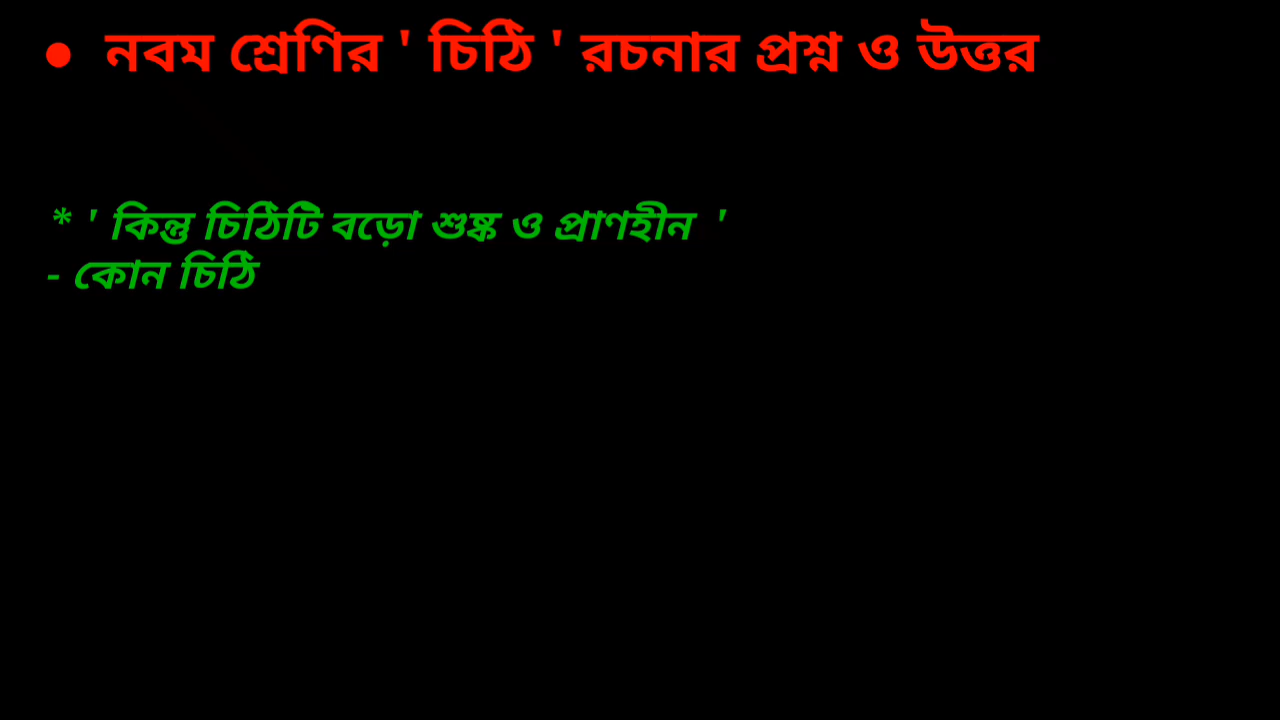 • নবম শ্রেণির ' চিঠি ' রচনার প্রশ্ন ও উত্তর
* ' কিন্তু চিঠিটি বড়ো শুষ্ক ও প্রাণহীন '
- কোন চিঠি